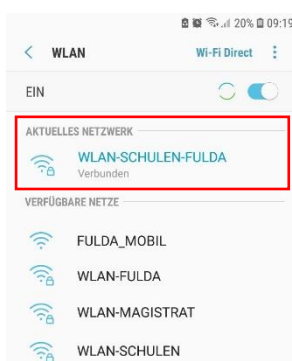 20% 09:19
WLAN Wi-Fi Direct
EIN
AKTUELLES NETZWERK
WLAN-SCHULEN-FULDA
Verbunden
VERFÜGBARE NETZE
FULDA_MOBIL
WLAN-FULDA
WLAN-MAGISTRAT
WLAN-SCHULEN